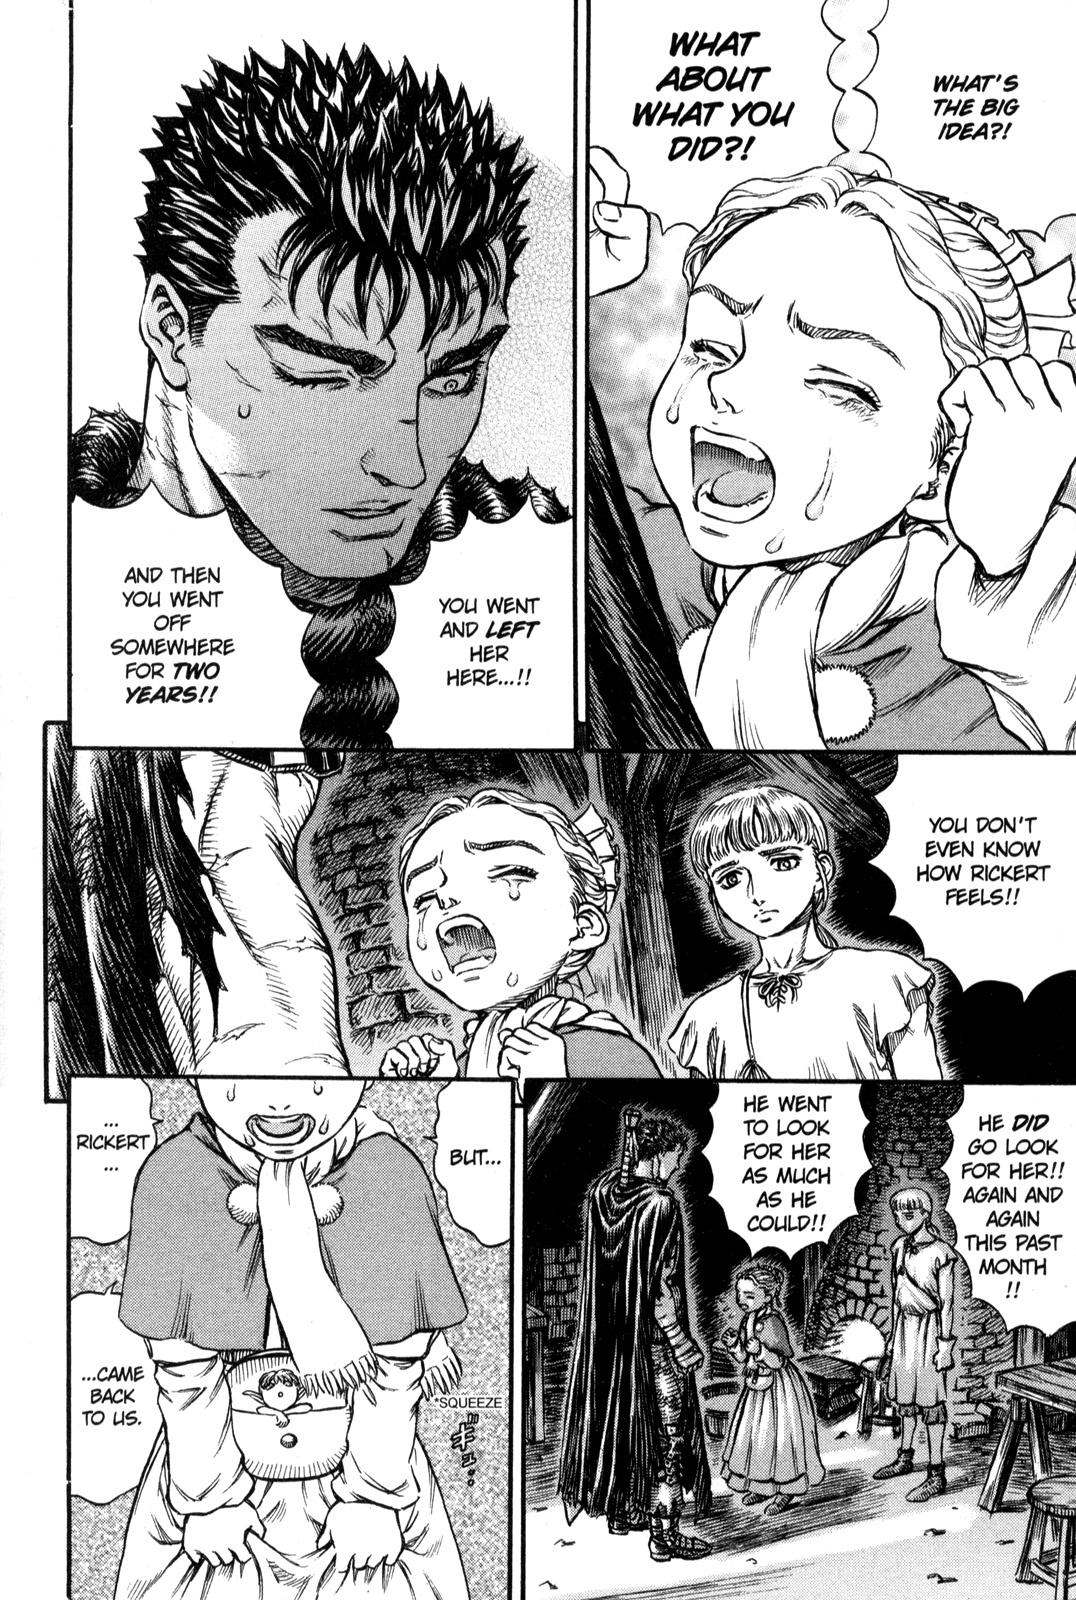 WHAT'S
THE BIG
IDEA?!
WHAT
ABOUT
WHAT YOU
DID?!
YOU WENT
AND LEFT
HER
HERE...!!
AND THEN
YOU WENT
OFF
SOMEWHERE
FOR TWO
YEARS!!
YOU DON'T
EVEN KNOW
HOW RICKERT
FEELS!!
HE DID
GO LOOK
FOR HER!!
AGAIN AND
AGAIN
THIS PAST
MONTH
!!
HE WENT
TO LOOK
FOR HER
AS MUCH
AS HE
COULD!!
BUT...
...
RICKERT
...
...CAME
BACK
TO US.
*SQUEEZE
ギュ..